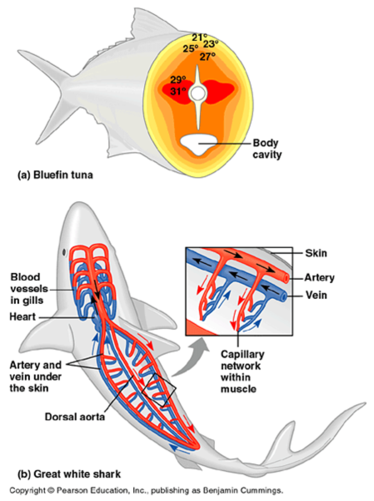 21°
25° 23°
27°
29°
31°
Body
cavity
(a) Bluefin tuna
Skin
Artery
Vein
Blood
vessels
in gills
Heart
Capillary
network
within
muscle
Artery and
vein under
the skin
Dorsal aorta
(b) Great white shark
Copyright © Pearson Education, Inc., publishing as Benjamin Cummings.